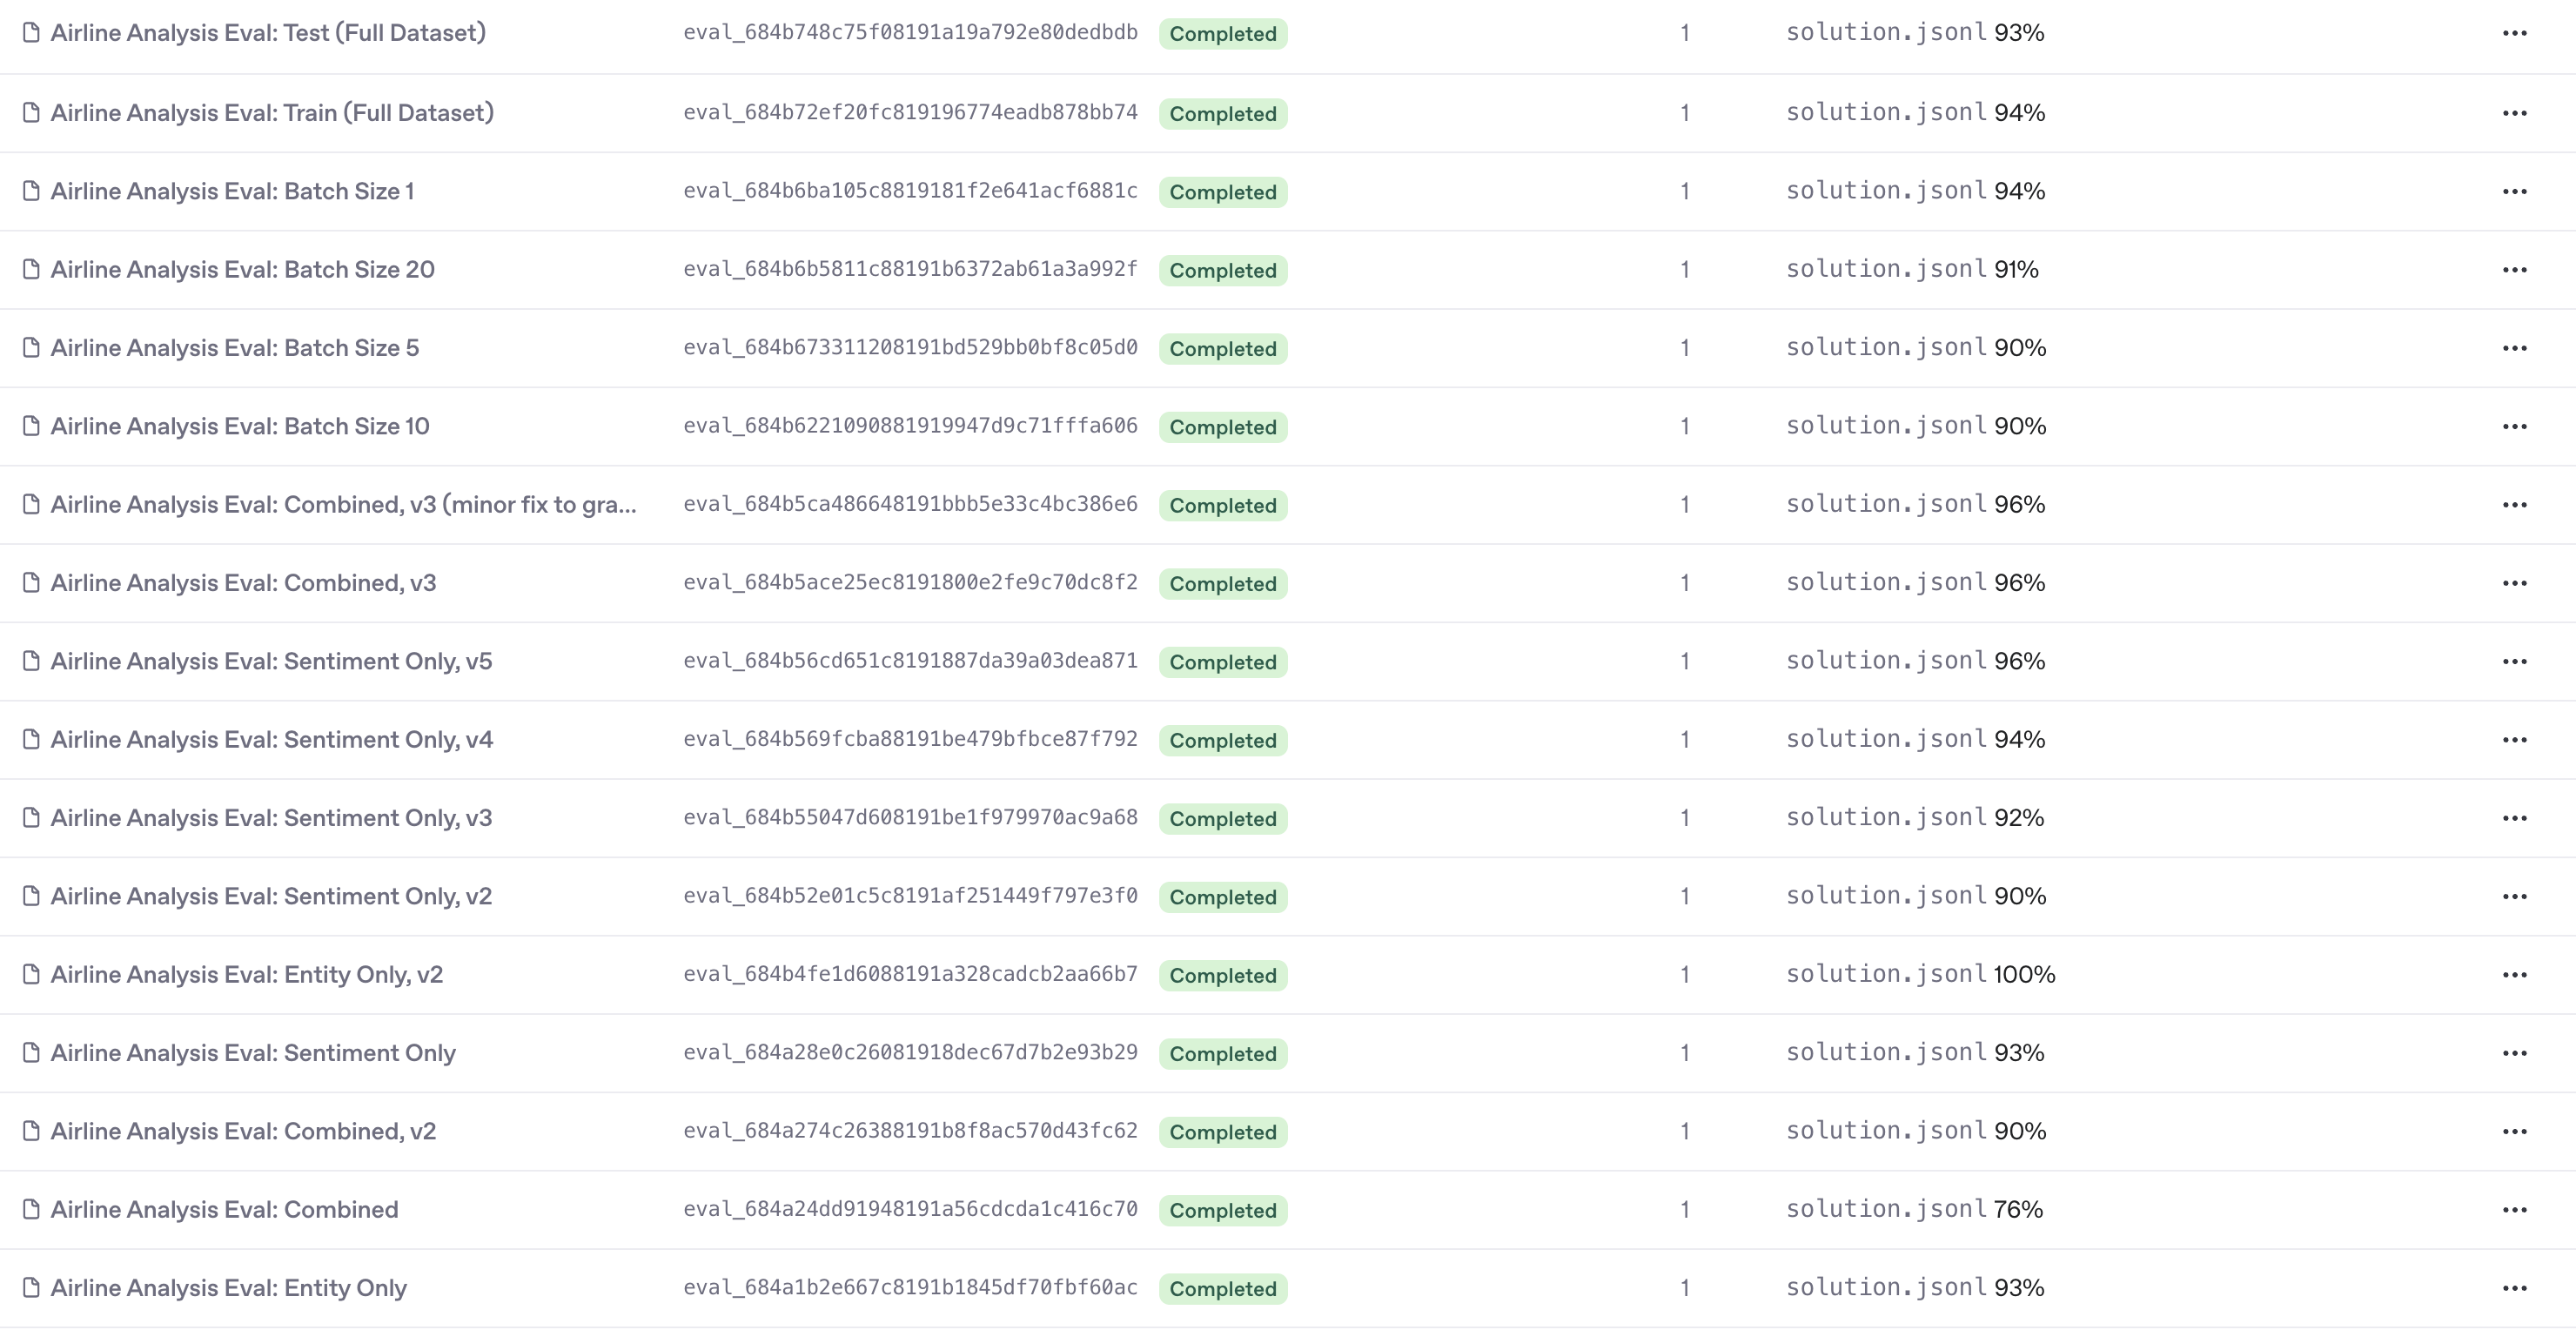 Airline Analysis Eval: Test (Full Dataset) eval_684b748c75f08191a19a792e80dedbdb Completed 1 solution.jsonl 93%
Airline Analysis Eval: Train (Full Dataset) eval_684b72ef20fc819196774eadb878bb74 Completed 1 solution.jsonl 94%
Airline Analysis Eval: Batch Size 1 eval_684b6ba105c8819181f2e641acf6881c Completed 1 solution.jsonl 94%
Airline Analysis Eval: Batch Size 20 eval_684b6b5811c88191b6372ab61a3a992f Completed 1 solution.jsonl 91%
Airline Analysis Eval: Batch Size 5 eval_684b673311208191bd529bb0bf8c05d0 Completed 1 solution.jsonl 90%
Airline Analysis Eval: Batch Size 10 eval_684b6221090881919947d9c71fffa606 Completed 1 solution.jsonl 90%
Airline Analysis Eval: Combined, v3 (minor fix to gra... eval_684b5ca486648191bbb5e33c4bc386e6 Completed 1 solution.jsonl 96%
Airline Analysis Eval: Combined, v3 eval_684b5ace25ec8191800e2fe9c70dc8f2 Completed 1 solution.jsonl 96%
Airline Analysis Eval: Sentiment Only, v5 eval_684b56cd651c8191887da39a03dea871 Completed 1 solution.jsonl 96%
Airline Analysis Eval: Sentiment Only, v4 eval_684b569fcba88191be479bfbce87f792 Completed 1 solution.jsonl 94%
Airline Analysis Eval: Sentiment Only, v3 eval_684b55047d608191be1f979970ac9a68 Completed 1 solution.jsonl 92%
Airline Analysis Eval: Sentiment Only, v2 eval_684b52e01c5c8191af251449f797e3f0 Completed 1 solution.jsonl 90%
Airline Analysis Eval: Entity Only, v2 eval_684b4fe1d6088191a328cadcb2aa66b7 Completed 1 solution.jsonl 100%
Airline Analysis Eval: Sentiment Only eval_684a28e0c26081918dec67d7b2e93b29 Completed 1 solution.jsonl 93%
Airline Analysis Eval: Combined, v2 eval_684a274c26388191b8f8ac570d43fc62 Completed 1 solution.jsonl 90%
Airline Analysis Eval: Combined eval_684a24dd91948191a56cdcda1c416c70 Completed 1 solution.jsonl 76%
Airline Analysis Eval: Entity Only eval_684a1b2e667c8191b1845df70fbf60ac Completed 1 solution.jsonl 93%